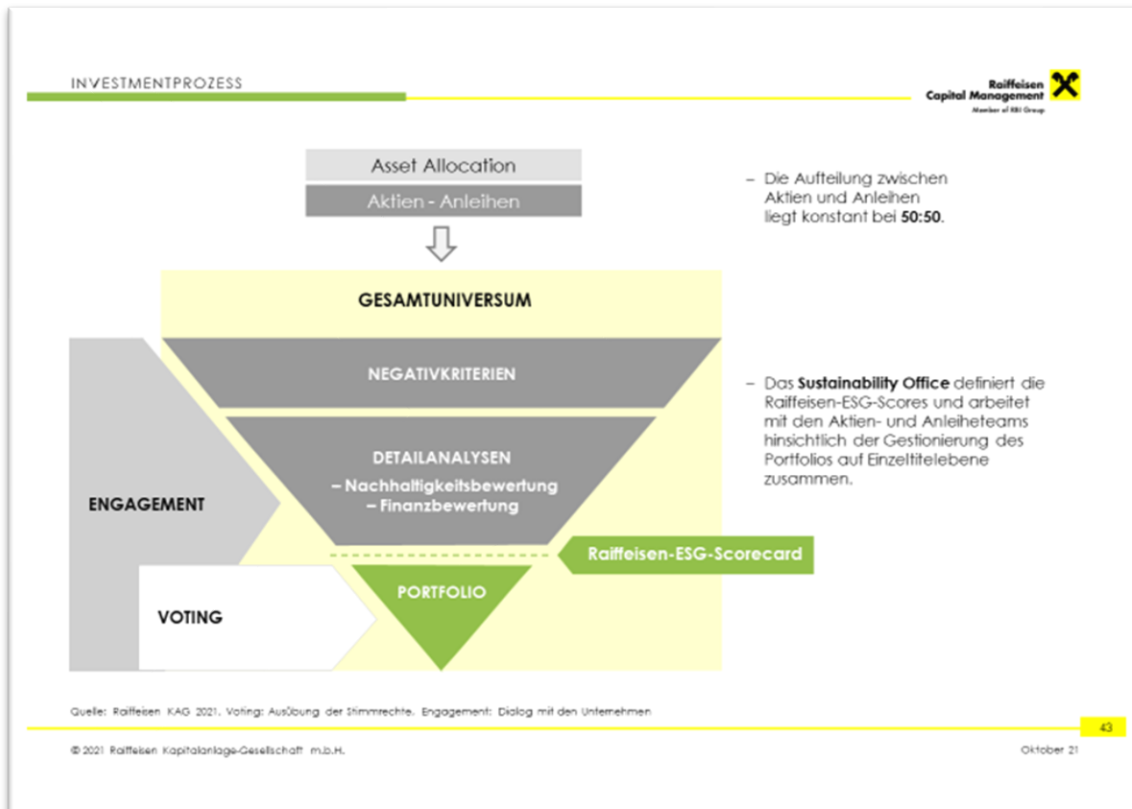 INVESTMENTPROZESS
Raiffeisen
Capital Management
Member of RBI Group
Asset Allocation
Aktien - Anleihen
– Die Aufteilung zwischen
Aktien und Anleihen
liegt konstant bei 50:50.
GESAMTUNIVERSUM
NEGATIVKRITERIEN
– Das Sustainability Office definiert die
Raiffeisen-ESG-Scores und arbeitet
mit den Aktien- und Anleiheteams
hinsichtlich der Gestionierung des
Portfolios auf Einzeltitelebene
zusammen.
DETAILANALYSEN
– Nachhaltigkeitsbewertung
– Finanzbewertung
ENGAGEMENT
Raiffeisen-ESG-Scorecard
PORTFOLIO
VOTING
Quelle: Raiffeisen KAG 2021. Voting: Ausübung der Stimmrechte. Engagement: Dialog mit den Unternehmen
43
© 2021 Raiffeisen Kapitalanlage-Gesellschaft m.b.H.
Oktober 21